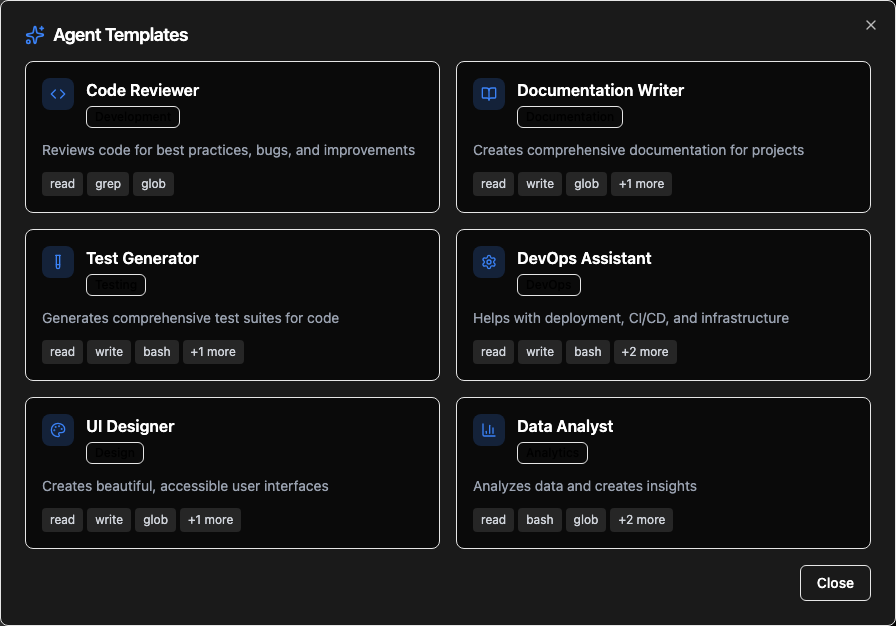 Agent Templates
Code Reviewer
Development
Reviews code for best practices, bugs, and improvements
read grep glob
Documentation Writer
Documentation
Creates comprehensive documentation for projects
read write glob +1 more
Test Generator
Testing
Generates comprehensive test suites for code
read write bash +1 more
DevOps Assistant
DevOps
Helps with deployment, CI/CD, and infrastructure
read write bash +2 more
UI Designer
Design
Creates beautiful, accessible user interfaces
read write glob +1 more
Data Analyst
Analytics
Analyzes data and creates insights
read bash glob +2 more
Close